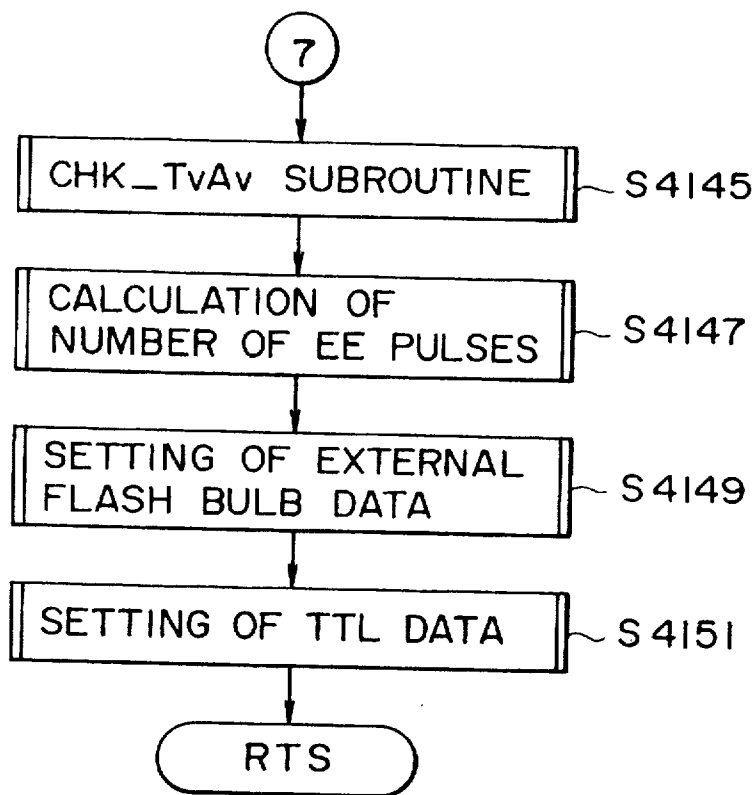 7
CHK_TvAv SUBROUTINE
S4145
CALCULATION OF
NUMBER OF EE PULSES
S4147
SETTING OF EXTERNAL
FLASH BULB DATA
S4149
SETTING OF TTL DATA
S4151
RTS